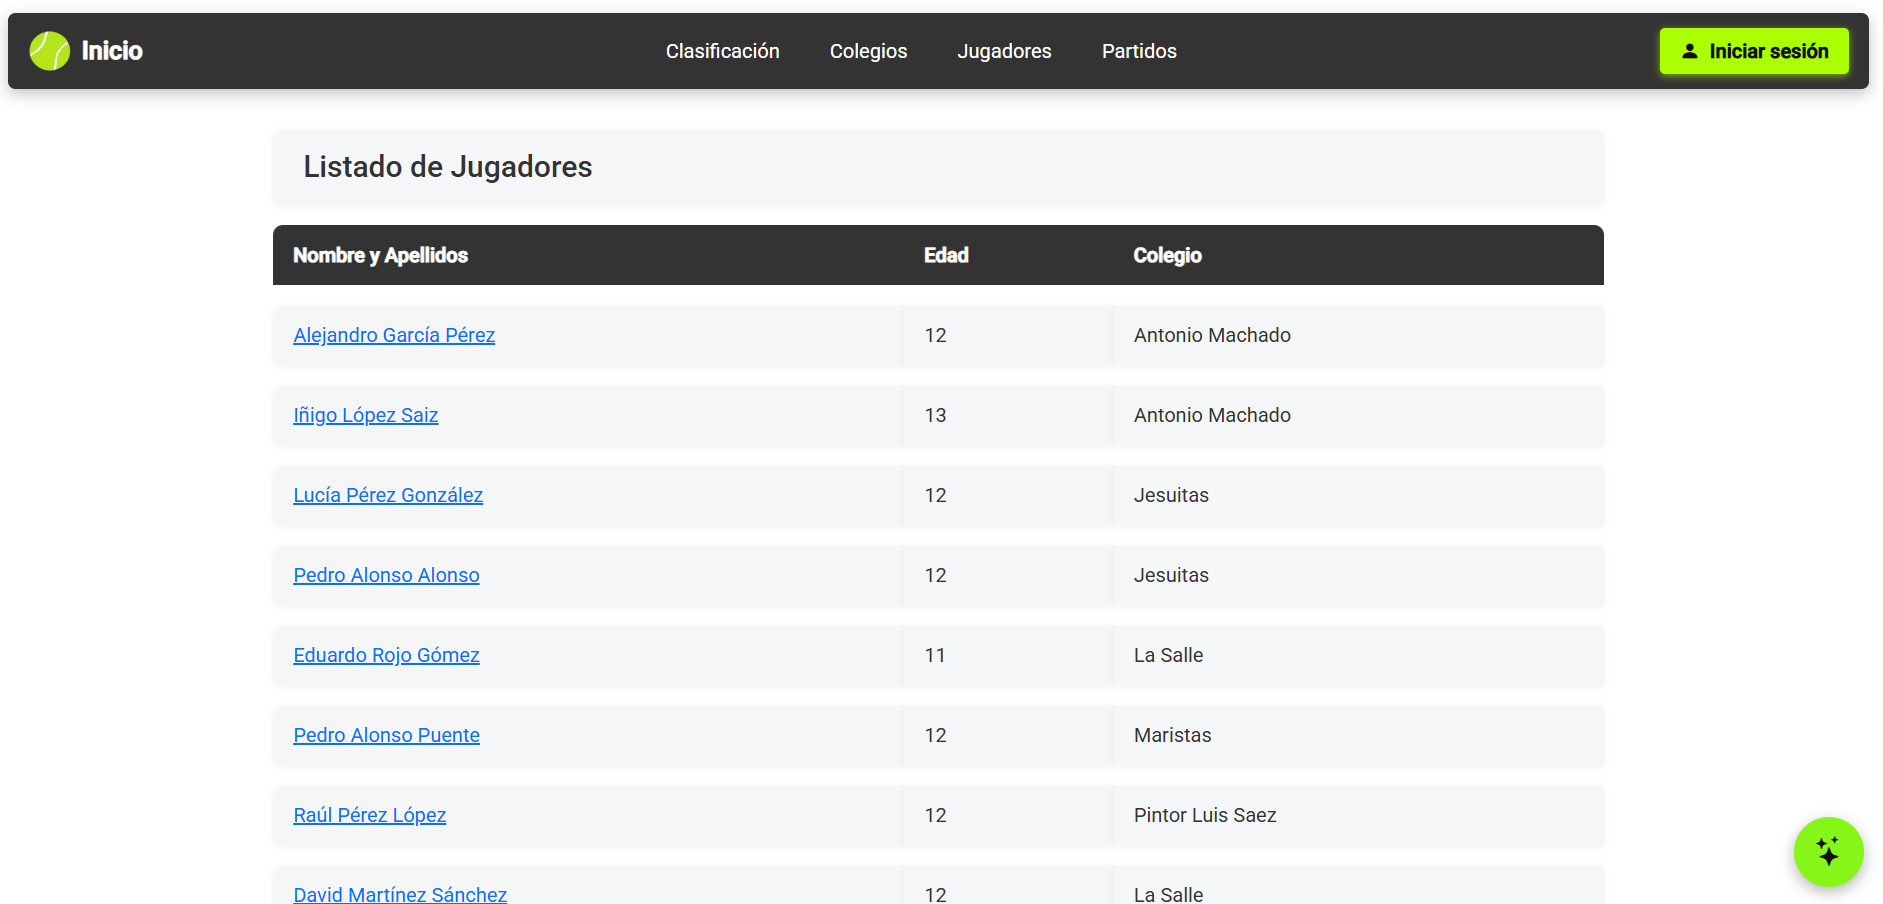 Inicio Clasificación Colegios Jugadores Partidos Iniciar sesión
Listado de Jugadores
Nombre y Apellidos Edad Colegio
Alejandro García Pérez 12 Antonio Machado
Iñigo López Saiz 13 Antonio Machado
Lucía Pérez González 12 Jesuitas
Pedro Alonso Alonso 12 Jesuitas
Eduardo Rojo Gómez 11 La Salle
Pedro Alonso Puente 12 Maristas
Raúl Pérez López 12 Pintor Luis Saez
David Martínez Sánchez 12 La Salle